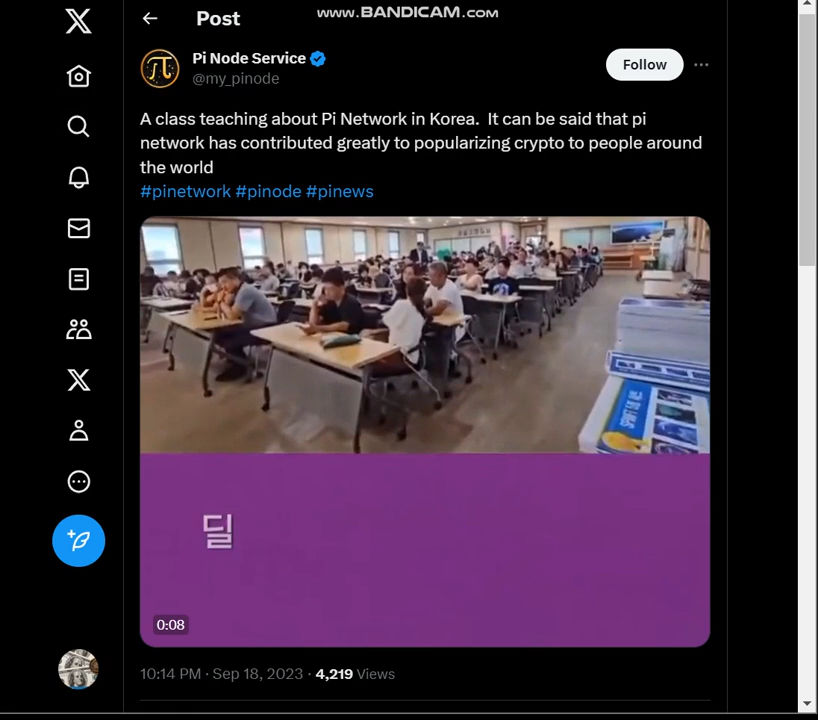 www.BANDICAM.com
Post
Pi Node Service
@my_pinode
Follow
A class teaching about Pi Network in Korea. It can be said that pi
network has contributed greatly to popularizing crypto to people around
the world
#pinetwork #pinode #pinews
딜
0:08
10:14 PM · Sep 18, 2023 · 4,219 Views